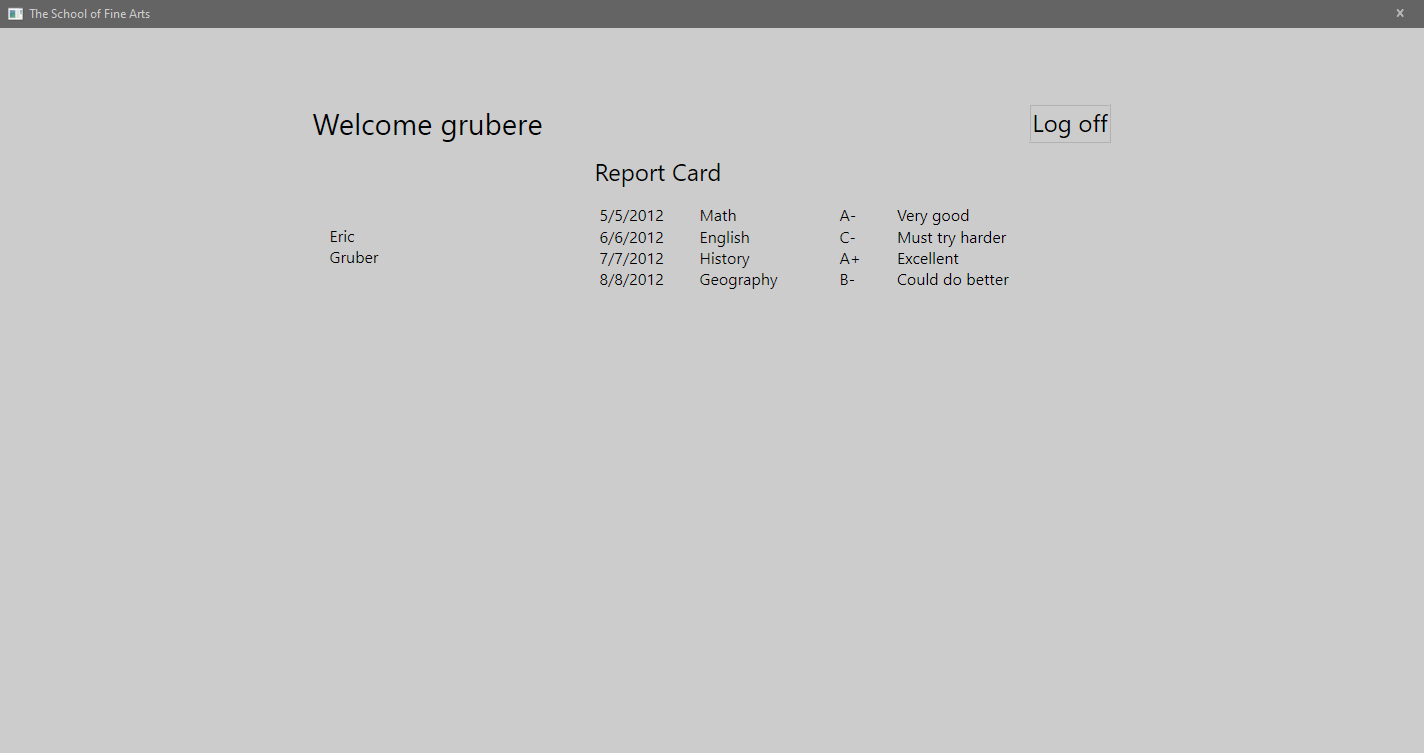 The School of Fine Arts
Welcome grubere
Log off
Report Card
Eric
Gruber
5/5/2012 Math A- Very good
6/6/2012 English C- Must try harder
7/7/2012 History A+ Excellent
8/8/2012 Geography B- Could do better